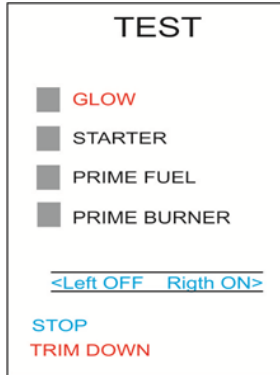 TEST
GLOW
STARTER
PRIME FUEL
PRIME BURNER
<Left OFF Rigth ON>
STOP
TRIM DOWN